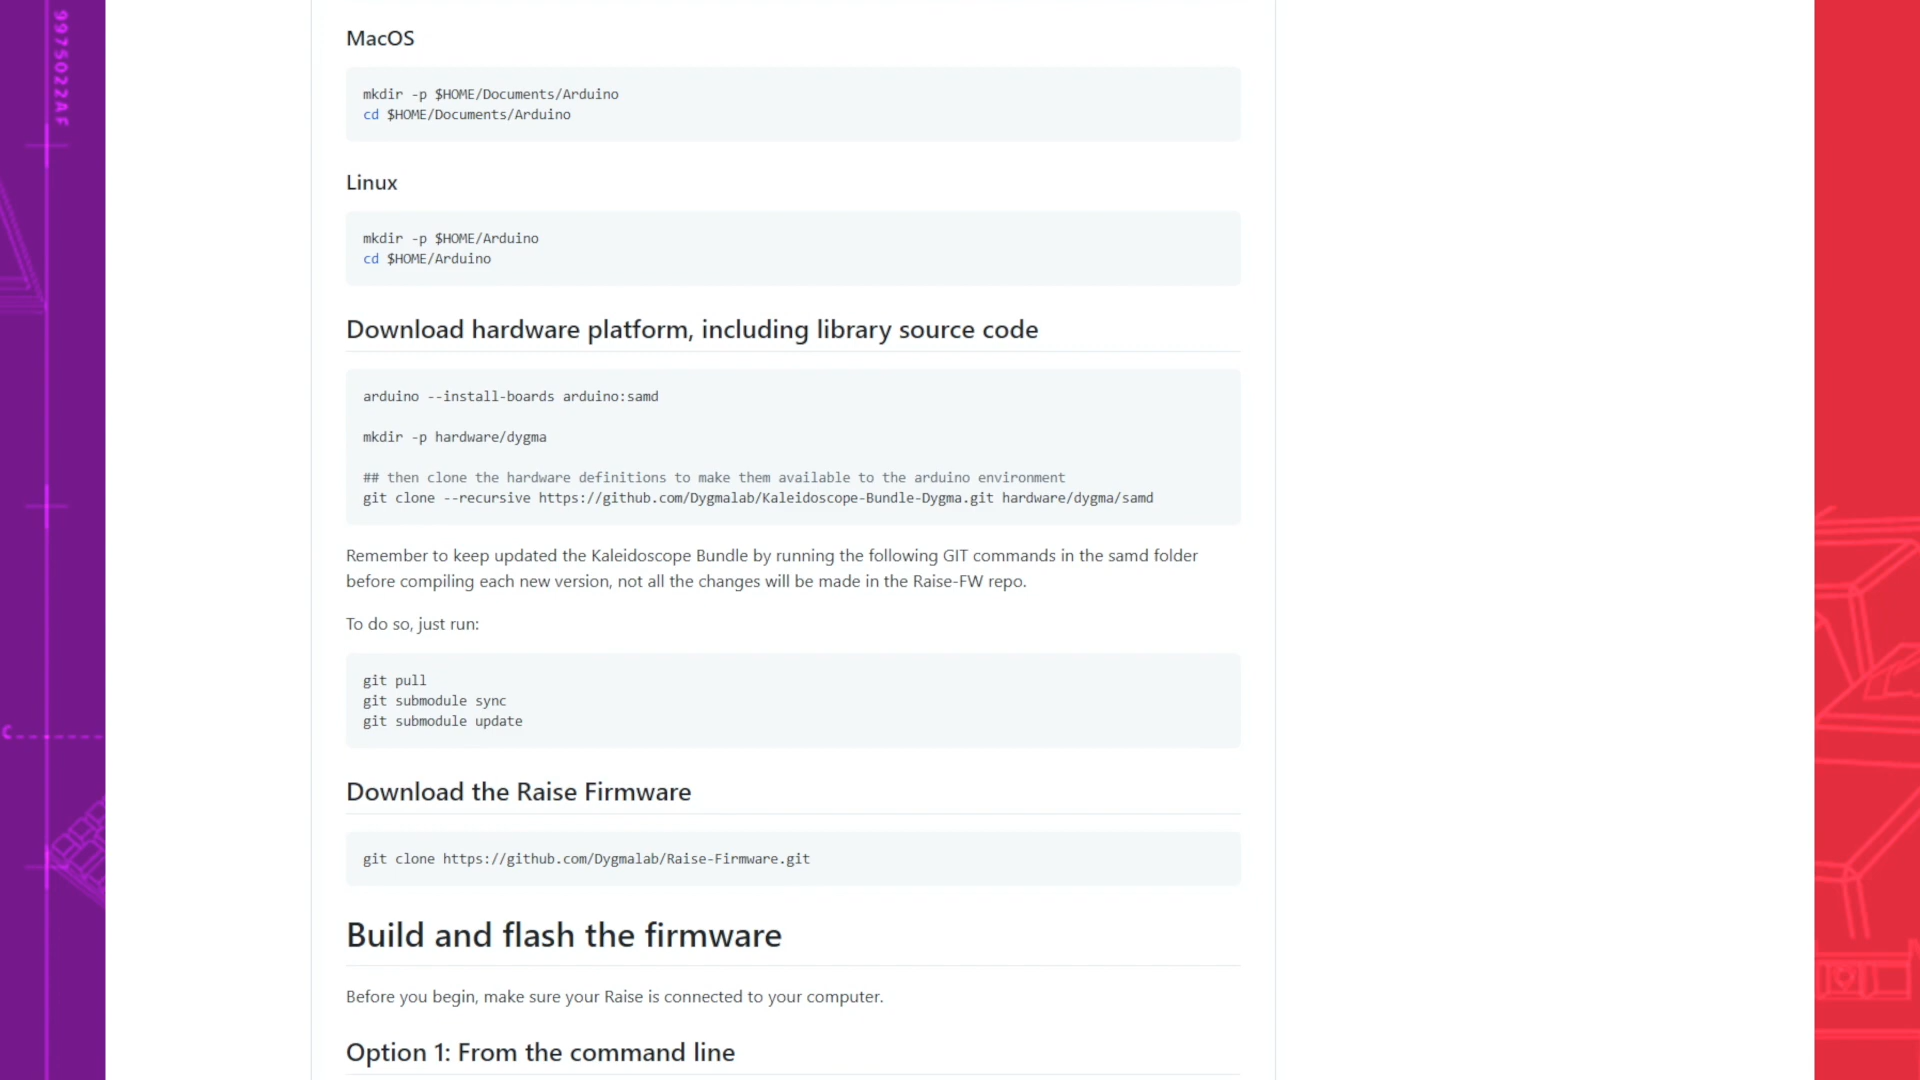 9975022AF
MacOS
mkdir -p $HOME/Documents/Arduino
cd $HOME/Documents/Arduino
Linux
mkdir -p $HOME/Arduino
cd $HOME/Arduino
Download hardware platform, including library source code
arduino --install-boards arduino:samd
mkdir -p hardware/dygma
## then clone the hardware definitions to make them available to the arduino environment
git clone --recursive https://github.com/Dygmalab/Kaleidoscope-Bundle-Dygma.git hardware/dygma/samd
Remember to keep updated the Kaleidoscope Bundle by running the following GIT commands in the samd folder
before compiling each new version, not all the changes will be made in the Raise-FW repo.
To do so, just run:
git pull
git submodule sync
git submodule update
Download the Raise Firmware
git clone https://github.com/Dygmalab/Raise-Firmware.git
Build and flash the firmware
Before you begin, make sure your Raise is connected to your computer.
Option 1: From the command line